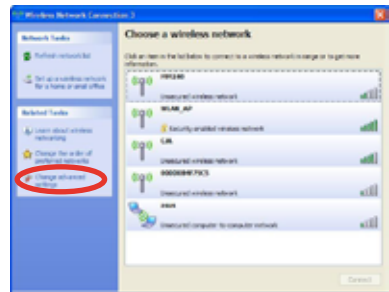 Wireless Network Connection 3
Network Tasks
Refresh network list
Set up a wireless network
for a home or small office
Related Tasks
Learn about wireless
networking
Change the order of
preferred networks
Change advanced
settings
Choose a wireless network
Click an item in the list below to connect to a wireless network in range or to get more
information.
Unsecured wireless network
WLAN_AP
Security-enabled wireless network
Unsecured wireless network
Unsecured wireless network
Unsecured computer-to-computer network
Connect